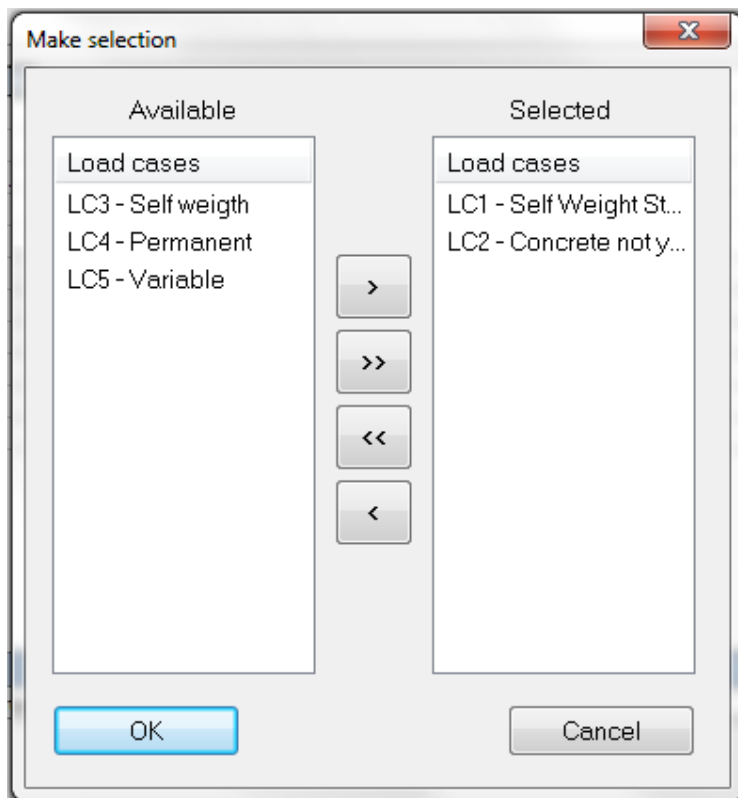 Make selection
Available
Load cases
LC3 - Self weigth
LC4 - Permanent
LC5 - Variable
>
>>
<<
<
Selected
Load cases
LC1 - Self Weight St...
LC2 - Concrete not y...
OK
Cancel